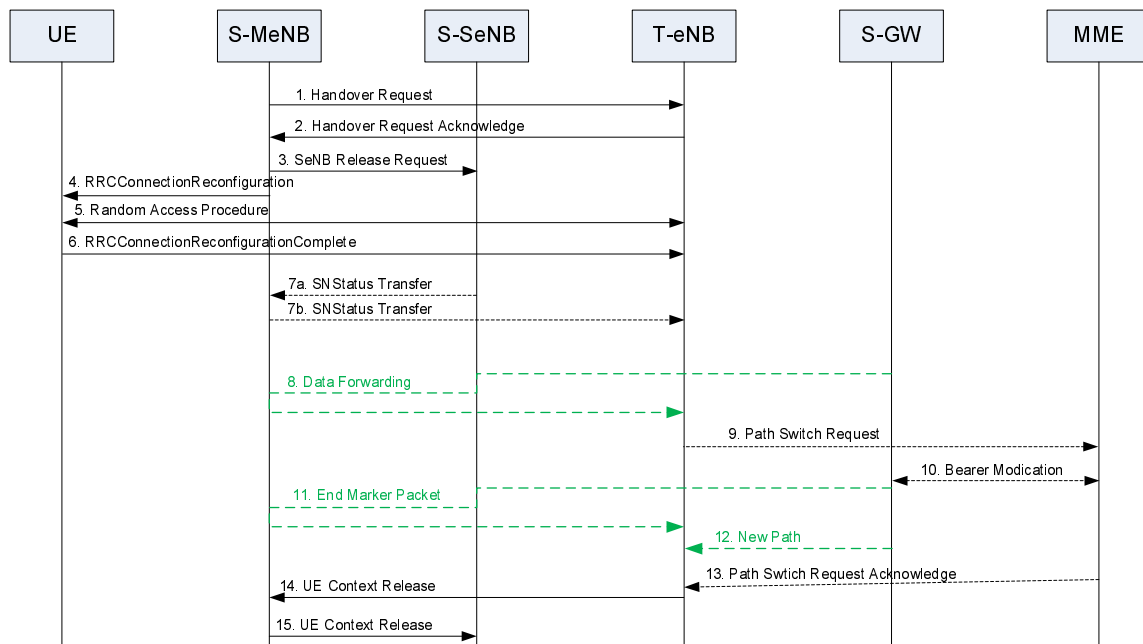 UE
S-MeNB
S-SeNB
T-eNB
S-GW
MME
1. Handover Request
2. Handover Request Acknowledge
3. SeNB Release Request
4. RRCConnectionReconfiguration
5. Random Access Procedure
6. RRCConnectionReconfigurationComplete
7a. SNStatus Transfer
7b. SNStatus Transfer
8. Data Forwarding
9. Path Switch Request
10. Bearer Modication
11. End Marker Packet
12. New Path
13. Path Swtich Request Acknowledge
14. UE Context Release
15. UE Context Release